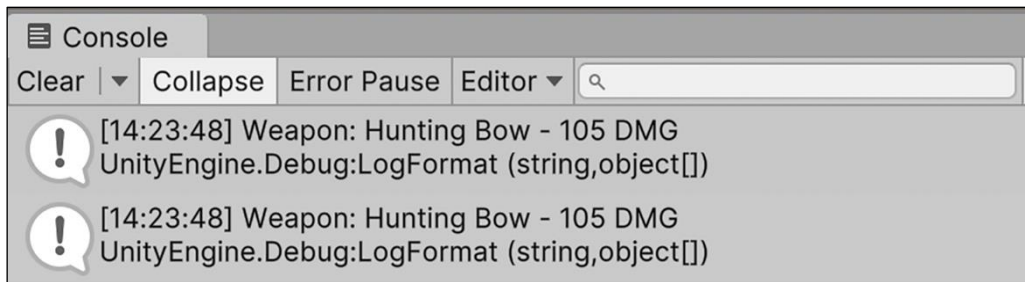 Console
Clear Collapse Error Pause Editor
[14:23:48] Weapon: Hunting Bow - 105 DMG
UnityEngine.Debug:LogFormat (string,object[])
[14:23:48] Weapon: Hunting Bow - 105 DMG
UnityEngine.Debug:LogFormat (string,object[])